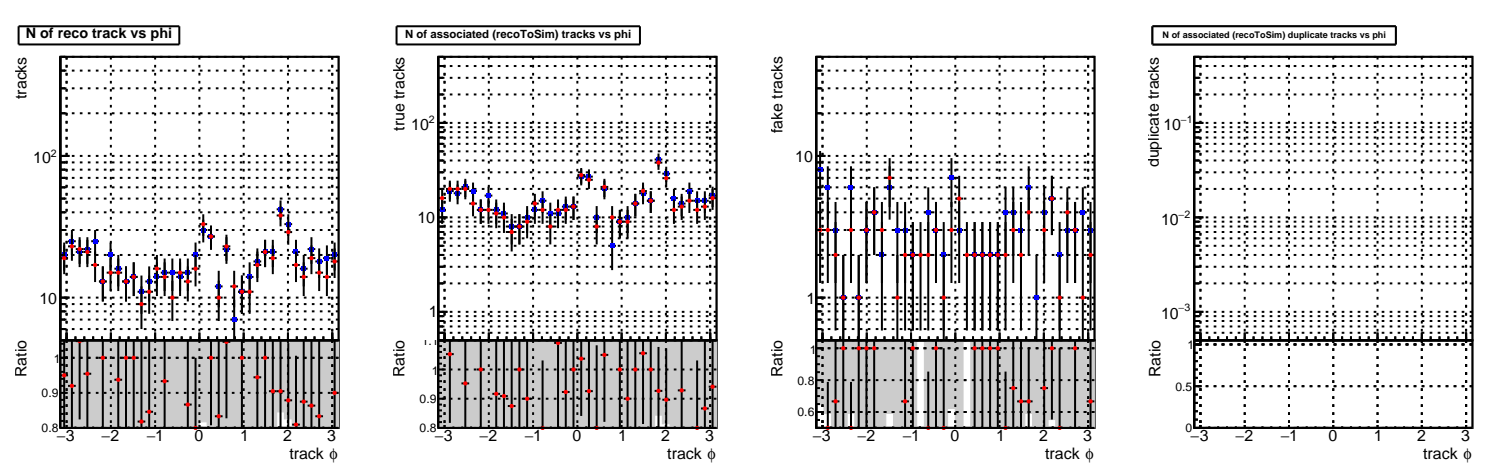 N of reco track vs phi
tracks
10²
10
Ratio
1
0.9
0.8
−3 −2 −1 0 1 2 3
track ϕ
N of associated (recoToSim) tracks vs phi
true tracks
10²
10
1
Ratio
1.1
1
0.9
0.8
−3 −2 −1 0 1 2 3
track ϕ
fake tracks
10
1
Ratio
1
0.8
0.6
−3 −2 −1 0 1 2 3
track ϕ
N of associated (recoToSim) duplicate tracks vs phi
duplicate tracks
10⁻¹
10⁻²
10⁻³
Ratio
1
0.5
0
−3 −2 −1 0 1 2 3
track ϕ